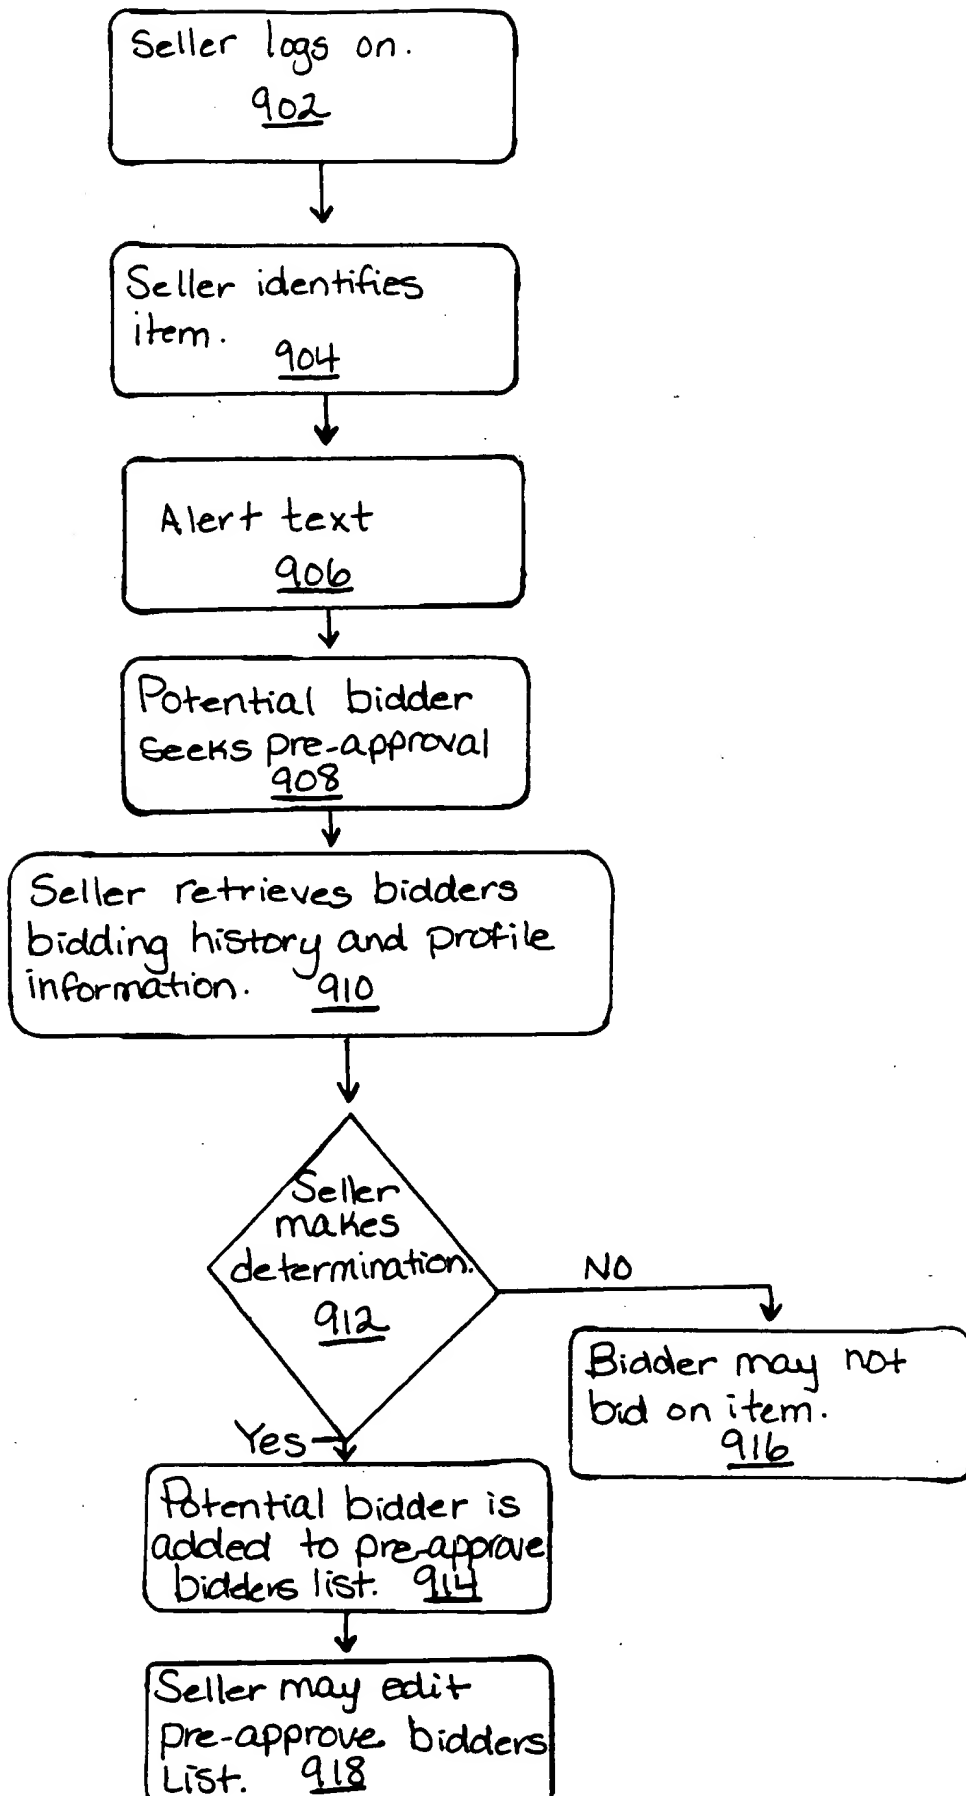 Seller logs on.
902
Seller identifies
item.
904
Alert text
906
Potential bidder
seeks pre-approval
908
Seller retrieves bidders
bidding history and profile
information. 910
Seller
makes
determination.
912
NO
Bidder may not
bid on item.
916
Yes
Potential bidder is
added to pre-approve
bidders list. 914
Seller may edit
pre-approve bidders
List. 918